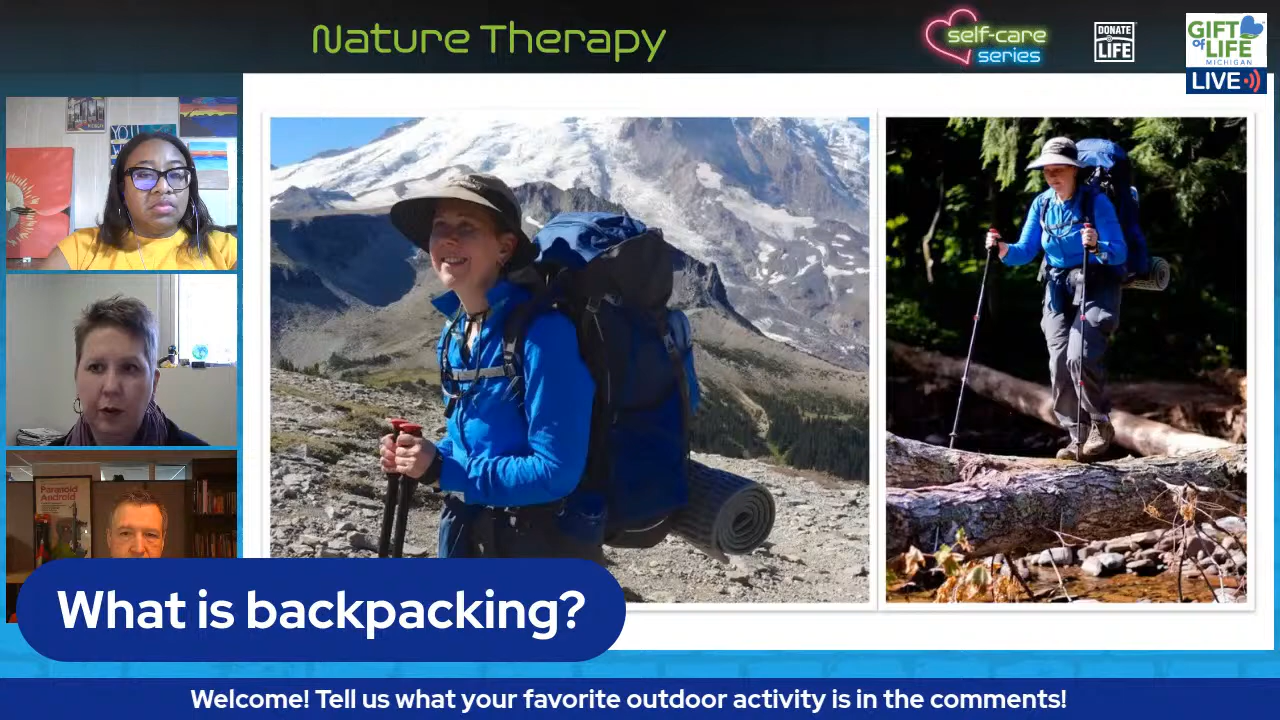 Nature Therapy
self-care
series
DONATE
LIFE
GIFT
of LIFE
MICHIGAN
LIVE
YOU
Paranoid
Android
What is backpacking?
Welcome! Tell us what your favorite outdoor activity is in the comments!